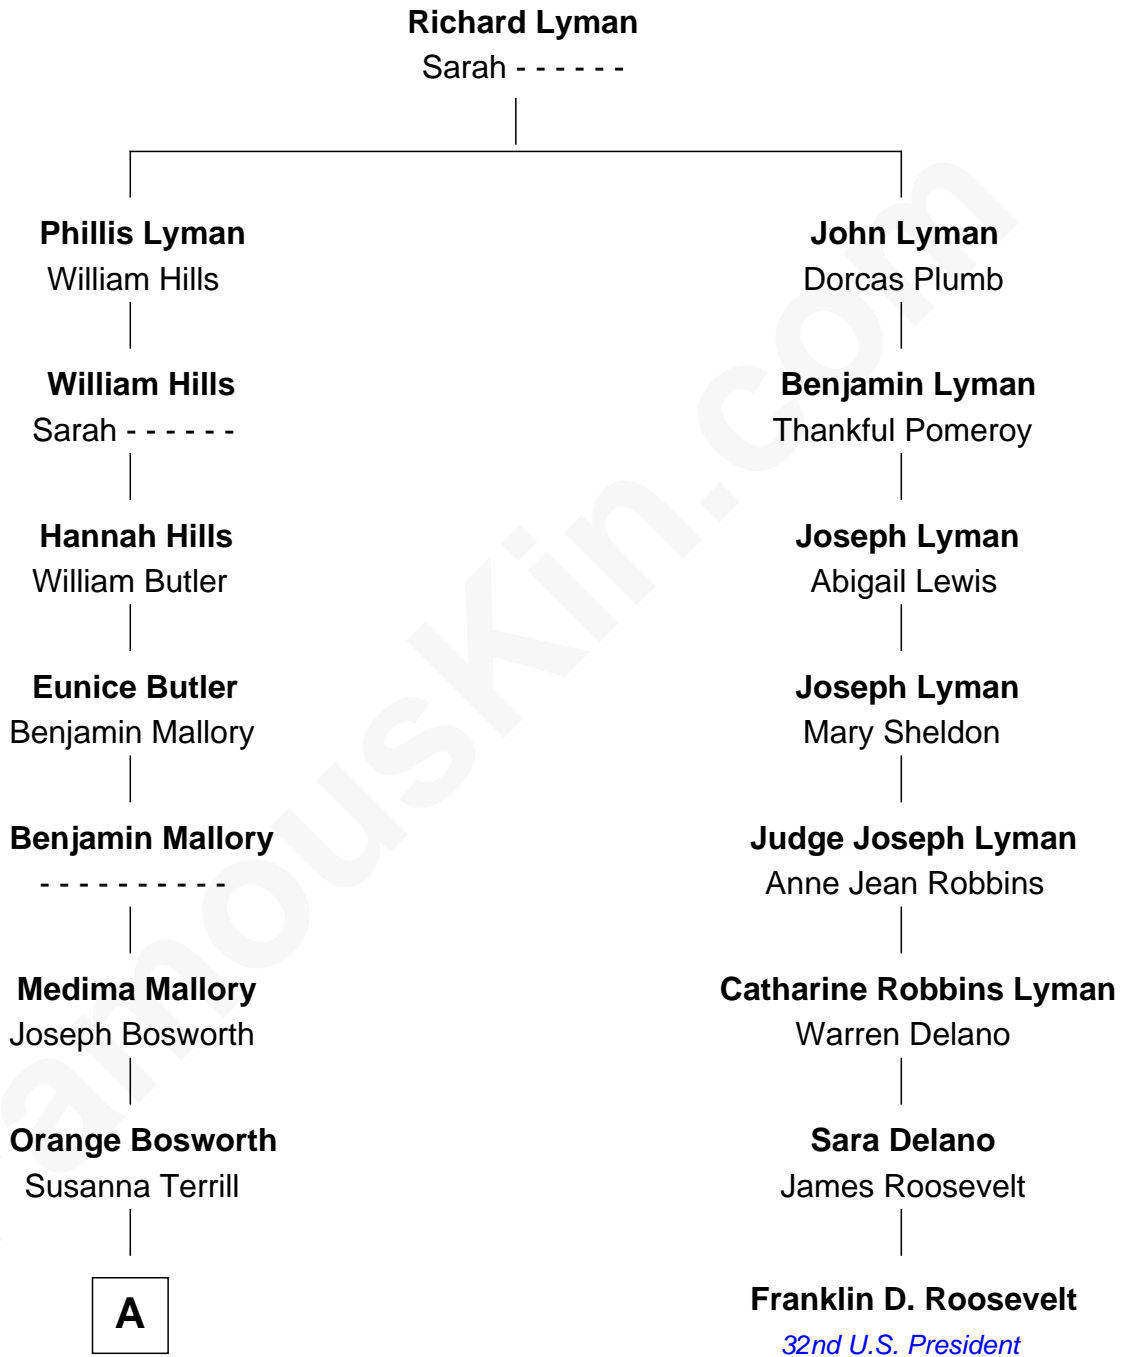 Richard Lyman
Sarah - - - - - -
Phillis Lyman
William Hills
John Lyman
Dorcas Plumb
William Hills
Sarah - - - - - -
Benjamin Lyman
Thankful Pomeroy
Hannah Hills
William Butler
Joseph Lyman
Abigail Lewis
Eunice Butler
Benjamin Mallory
Joseph Lyman
Mary Sheldon
Benjamin Mallory
- - - - - - - - - -
Judge Joseph Lyman
Anne Jean Robbins
Medima Mallory
Joseph Bosworth
Catharine Robbins Lyman
Warren Delano
Orange Bosworth
Susanna Terrill
Sara Delano
James Roosevelt
A
Franklin D. Roosevelt
32nd U.S. President
amouskin.com